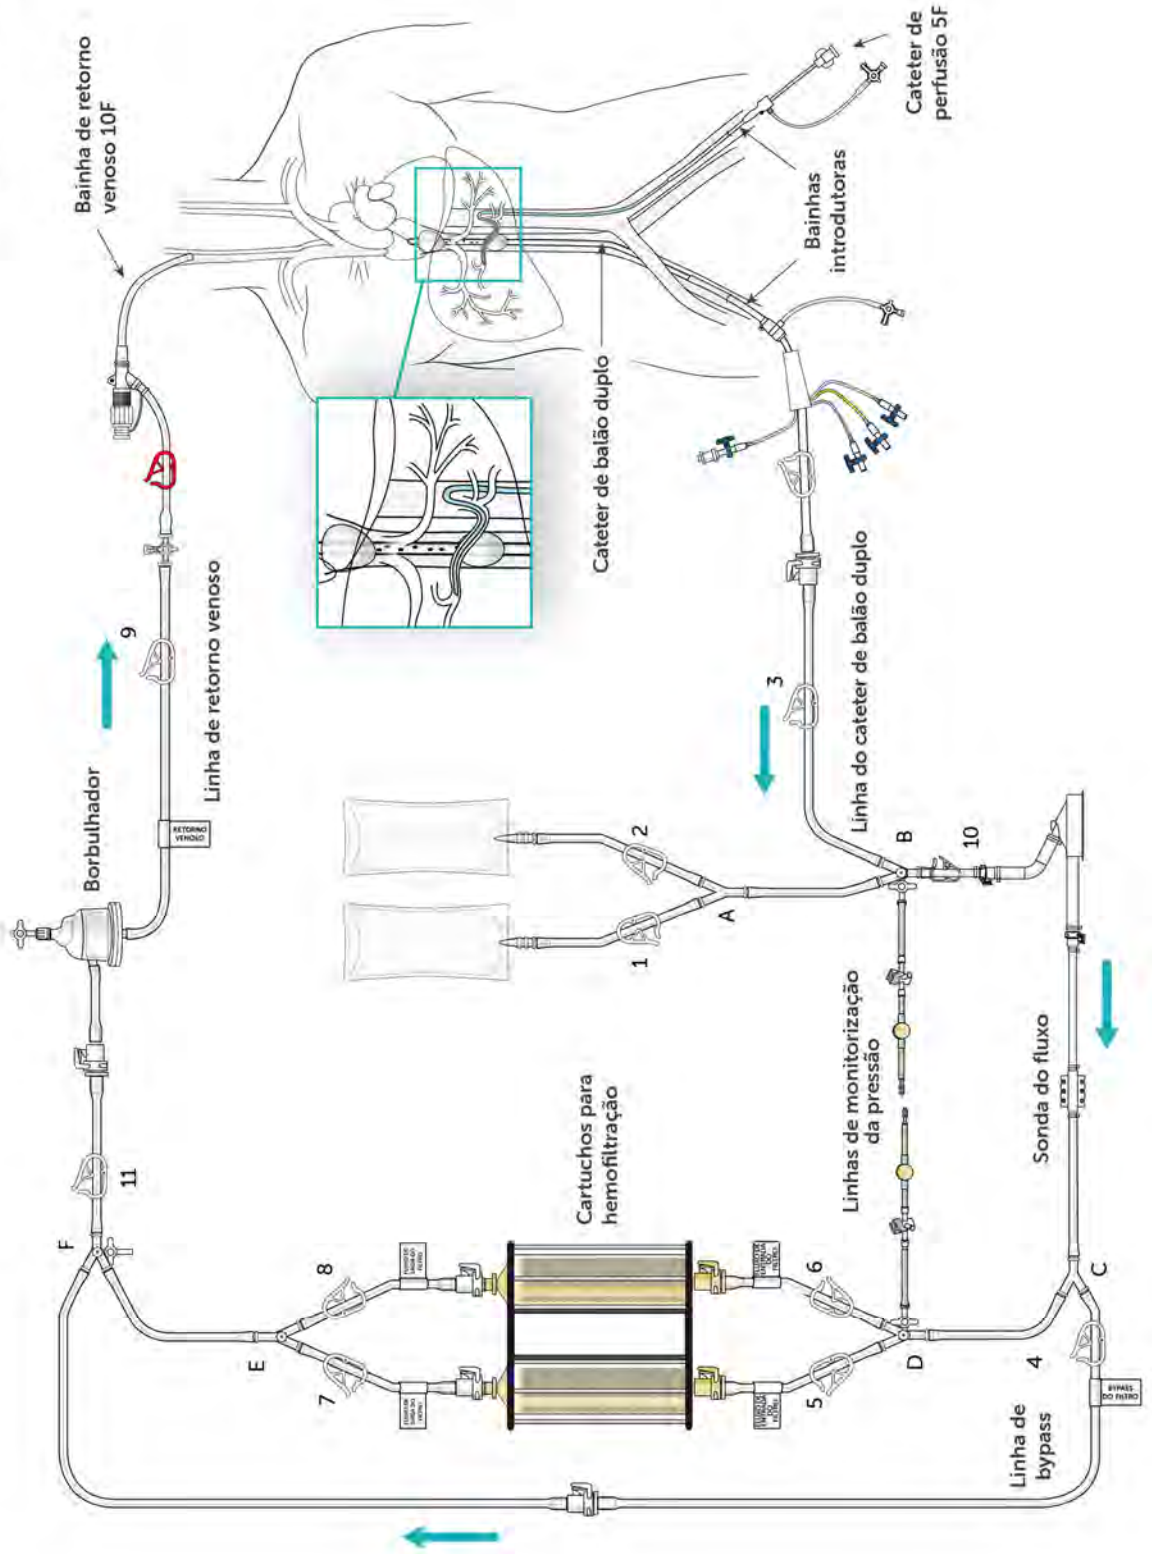 Bainha de retorno
venoso 10F
9
Linha de retorno venoso
RETORNO
VENOSO
Borbulhador
11
F
Cateter de
perfusão 5F
Bainhas
introdutoras
Cateter de balão duplo
3
Linha do cateter de balão duplo
2
1
A
B
10
Linhas de monitorização
da pressão
Sonda do fluxo
Cartuchos para
hemofiltração
8
7
E
6
5
D
C
4
BYPASS
DO FILTRO
Linha de
bypass